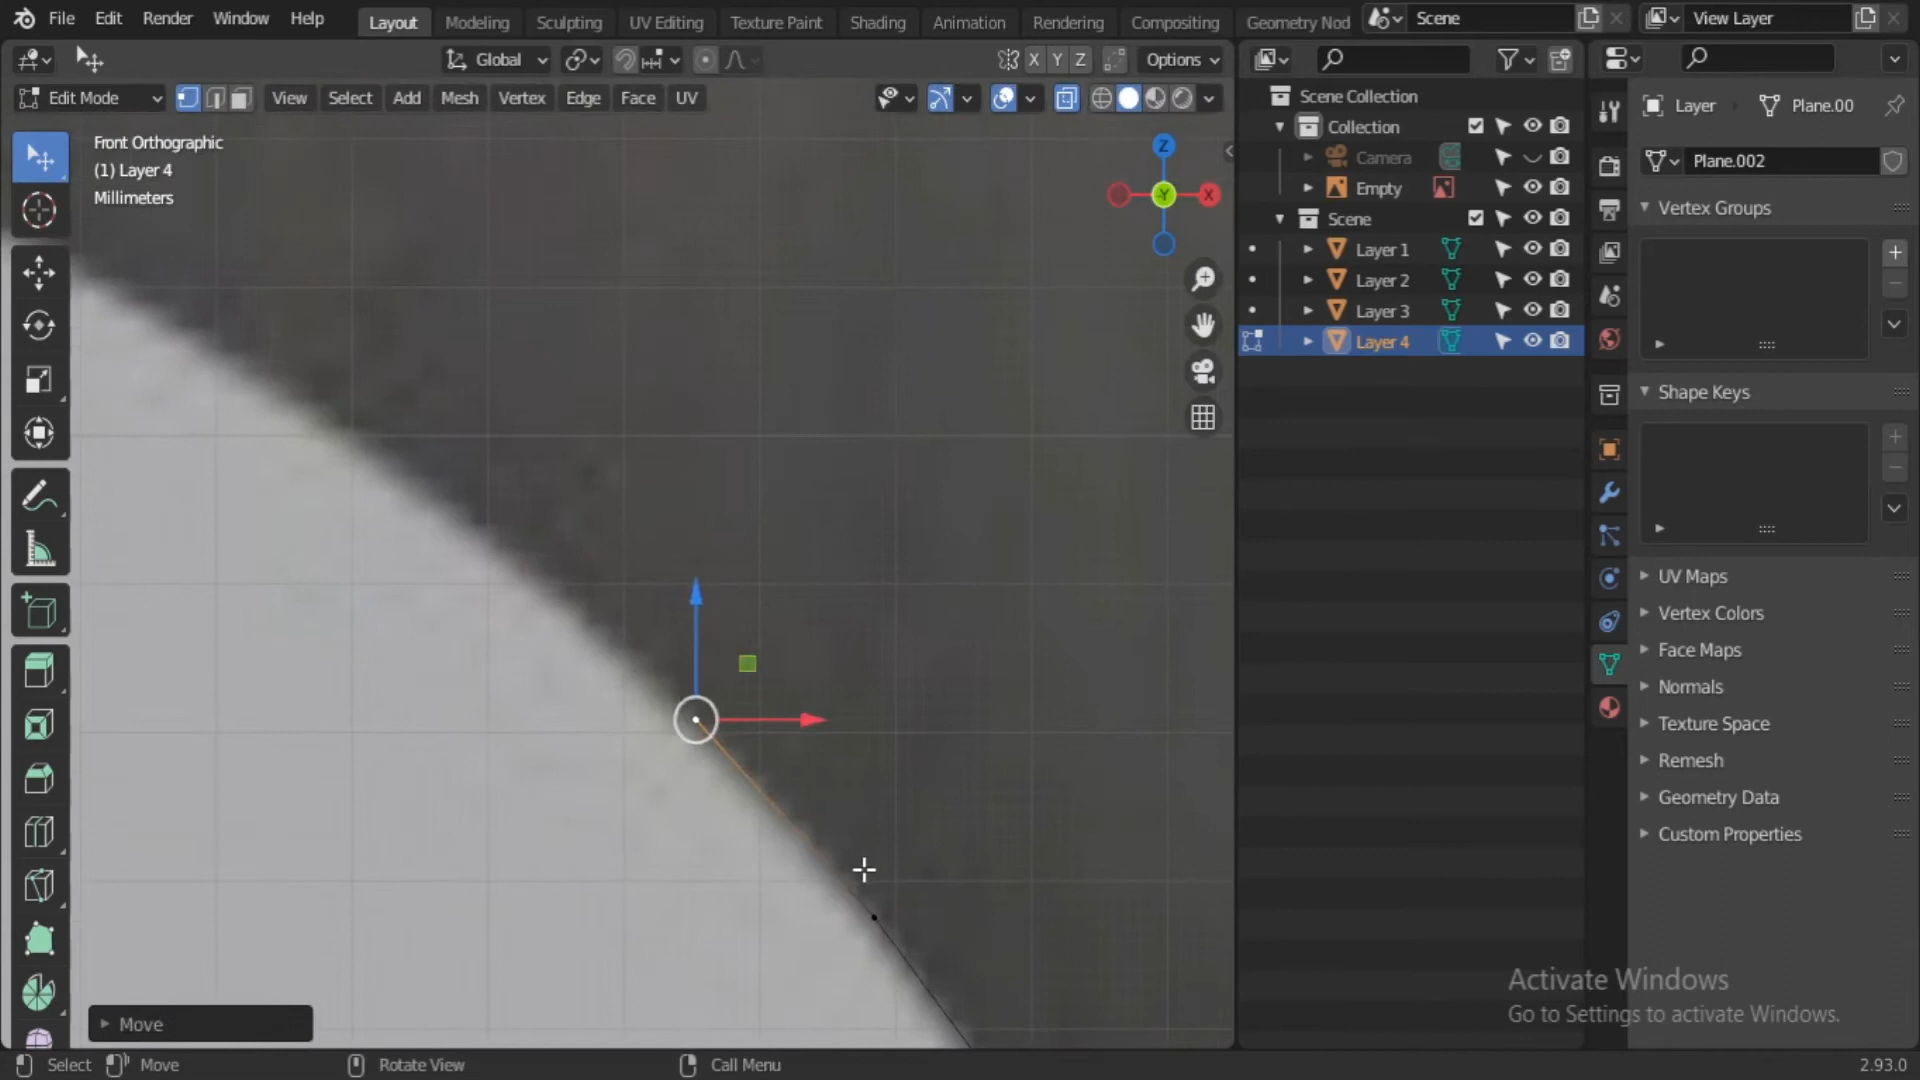 File Edit Render Window Help Layout Modeling Sculpting UV Editing Texture Paint Shading Animation Rendering Compositing Geometry Nod Scene View Layer
Global X Y Z Options
Edit Mode View Select Add Mesh Vertex Edge Face UV
Front Orthographic
(1) Layer 4
Millimeters
Z
-Y X
Scene Collection
Collection
Camera
Empty
Scene
Layer 1
Layer 2
Layer 3
Layer 4
Layer Plane.00
Plane.002
Vertex Groups
Shape Keys
UV Maps
Vertex Colors
Face Maps
Normals
Texture Space
Remesh
Geometry Data
Custom Properties
Activate Windows
Go to Settings to activate Windows.
Move
Select Move Rotate View Call Menu 2.93.0